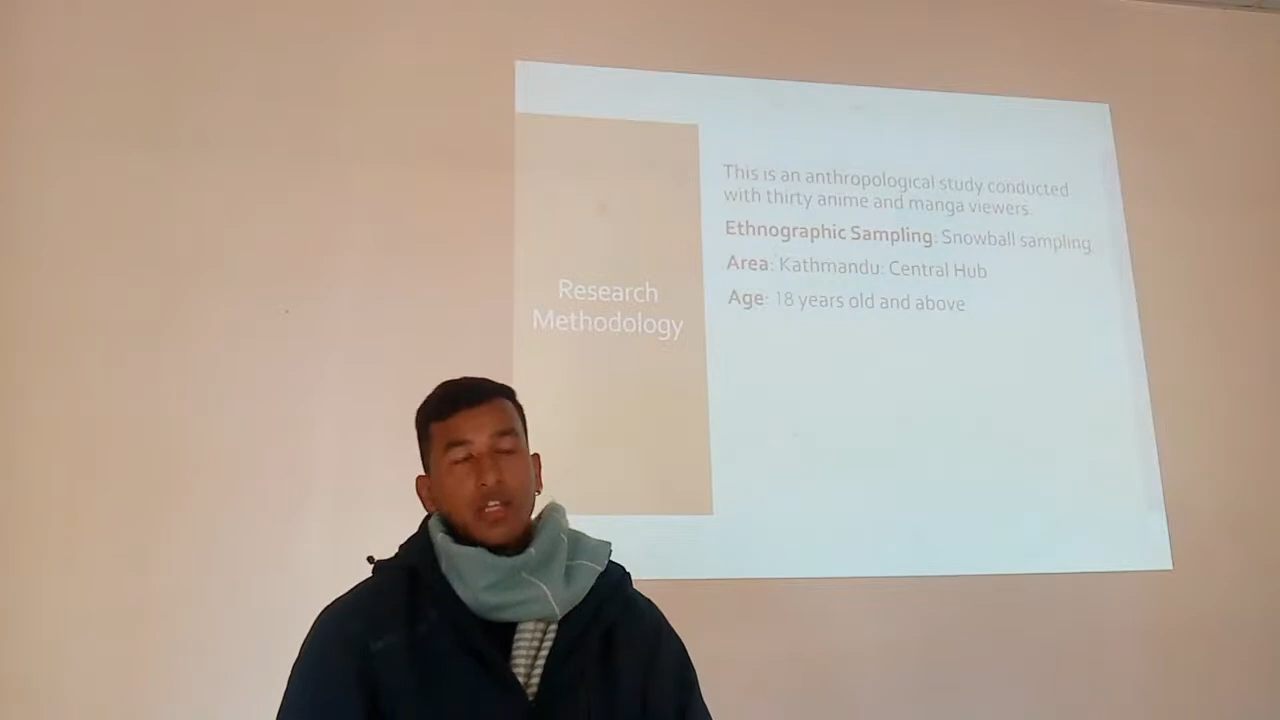 Research
Methodology
This is an anthropological study conducted
with thirty anime and manga viewers.
Ethnographic Sampling: Snowball sampling.
Area: Kathmandu: Central Hub
Age: 18 years old and above